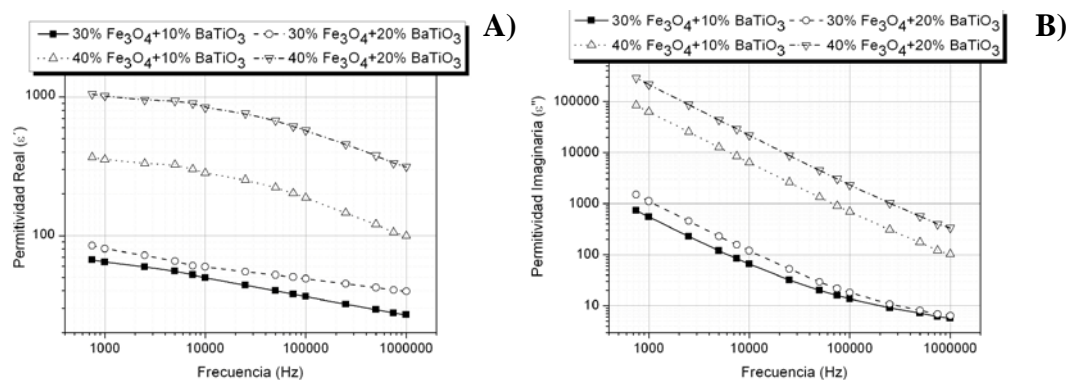 30% Fe₃O₄+10% BaTiO₃ 30% Fe₃O₄+20% BaTiO₃
40% Fe₃O₄+10% BaTiO₃ 40% Fe₃O₄+20% BaTiO₃
A)
1000
100
Permitividad Real (ε´)
1000 10000 100000 1000000
Frecuencia (Hz)
30% Fe₃O₄+10% BaTiO₃ 30% Fe₃O₄+20% BaTiO₃
40% Fe₃O₄+10% BaTiO₃ 40% Fe₃O₄+20% BaTiO₃
B)
100000
10000
1000
100
10
Permitividad Imaginaria (ε")
1000 10000 100000 1000000
Frecuencia (Hz)